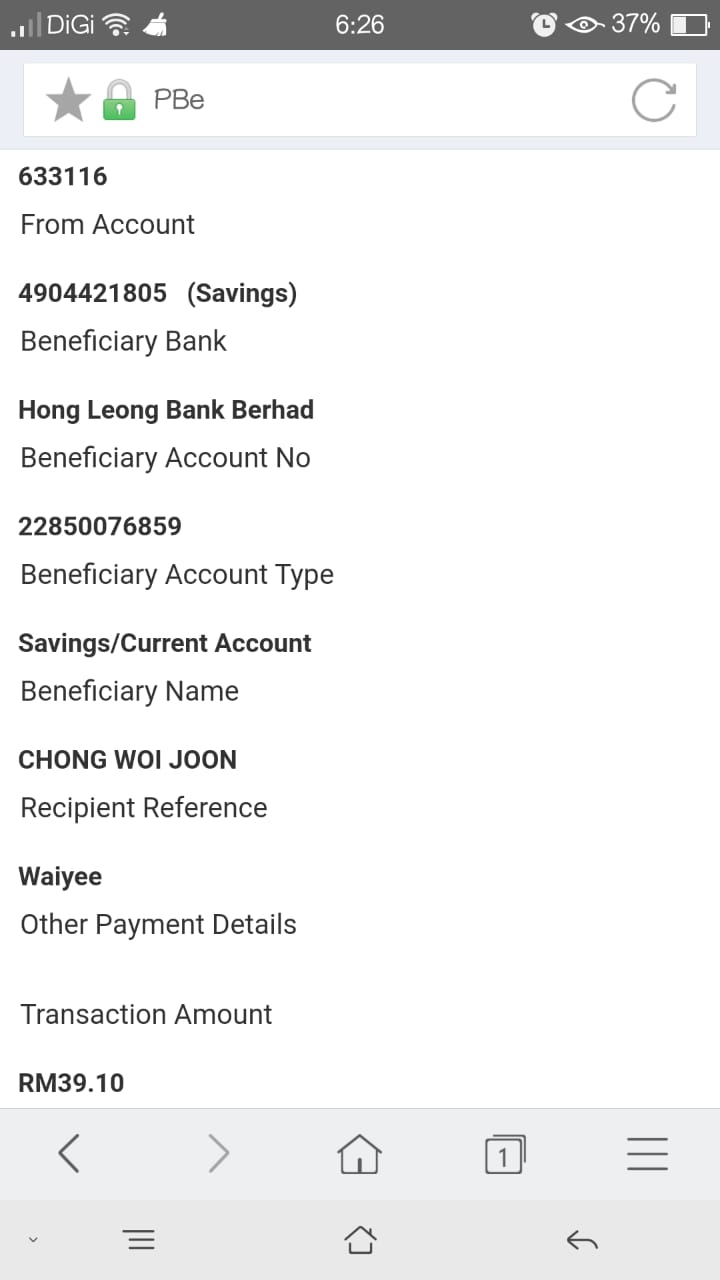 DiGi 6:26 37%
PBe
633116
From Account
4904421805 (Savings)
Beneficiary Bank
Hong Leong Bank Berhad
Beneficiary Account No
22850076859
Beneficiary Account Type
Savings/Current Account
Beneficiary Name
CHONG WOI JOON
Recipient Reference
Waiyee
Other Payment Details
Transaction Amount
RM39.10
1